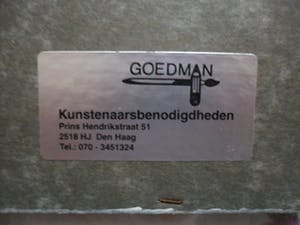 GOEDMAN
Kunstenaarsbenodigdheden
Prins Hendrikstraat 51
2518 HJ Den Haag
Tel.: 070 - 3451324